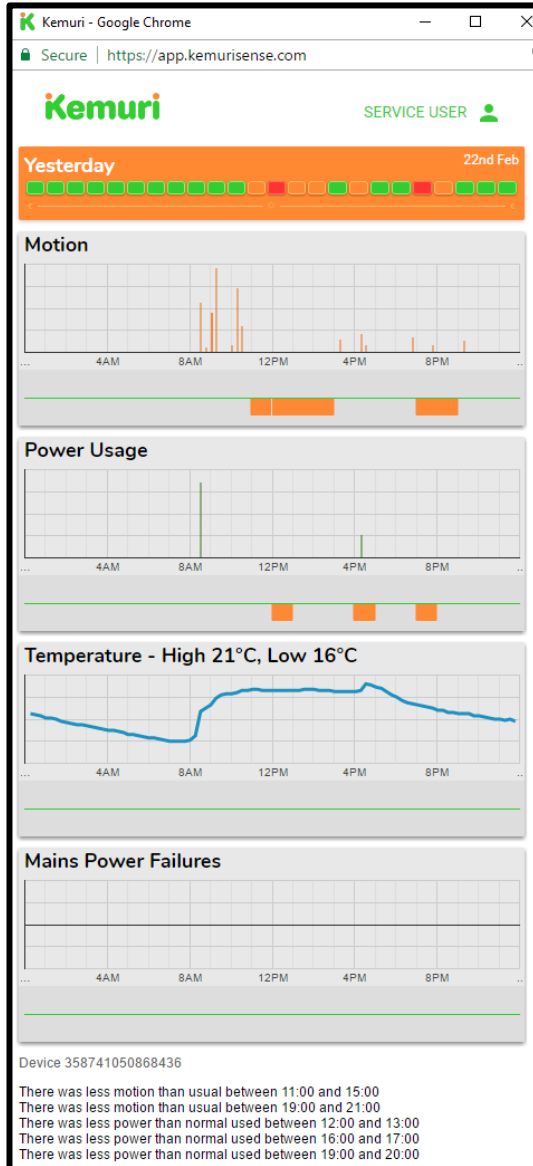 Kemuri - Google Chrome
Secure | https://app.kemurisense.com
Kemuri
SERVICE USER
Yesterday
22nd Feb
Motion
... 4AM 8AM 12PM 4PM 8PM ..
Power Usage
... 4AM 8AM 12PM 4PM 8PM ..
Temperature - High 21°C, Low 16°C
... 4AM 8AM 12PM 4PM 8PM ..
Mains Power Failures
... 4AM 8AM 12PM 4PM 8PM ..
Device 358741050868436
There was less motion than usual between 11:00 and 15:00
There was less motion than usual between 19:00 and 21:00
There was less power than normal used between 12:00 and 13:00
There was less power than normal used between 16:00 and 17:00
There was less power than normal used between 19:00 and 20:00